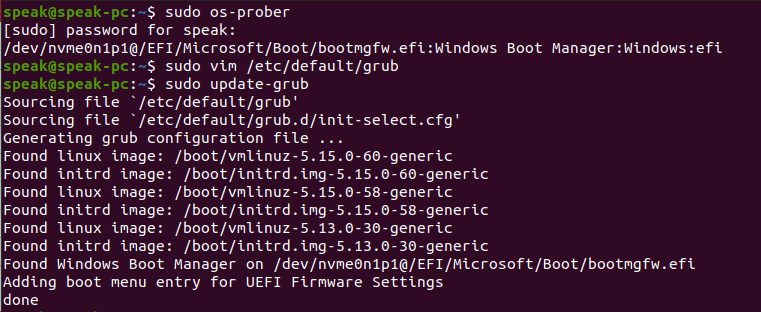 speak@speak-pc:~$ sudo os-prober
[sudo] password for speak:
/dev/nvme0n1p1@/EFI/Microsoft/Boot/bootmgfw.efi:Windows Boot Manager:Windows:efi
speak@speak-pc:~$ sudo vim /etc/default/grub
speak@speak-pc:~$ sudo update-grub
Sourcing file `/etc/default/grub'
Sourcing file `/etc/default/grub.d/init-select.cfg'
Generating grub configuration file ...
Found linux image: /boot/vmlinuz-5.15.0-60-generic
Found initrd image: /boot/initrd.img-5.15.0-60-generic
Found linux image: /boot/vmlinuz-5.15.0-58-generic
Found initrd image: /boot/initrd.img-5.15.0-58-generic
Found linux image: /boot/vmlinuz-5.13.0-30-generic
Found initrd image: /boot/initrd.img-5.13.0-30-generic
Found Windows Boot Manager on /dev/nvme0n1p1@/EFI/Microsoft/Boot/bootmgfw.efi
Adding boot menu entry for UEFI Firmware Settings
done